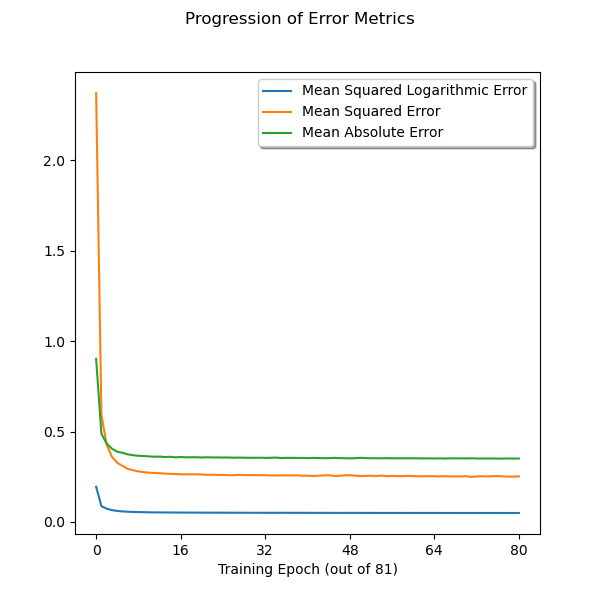 Progression of Error Metrics
Mean Squared Logarithmic Error
Mean Squared Error
Mean Absolute Error
2.0
1.5
1.0
0.5
0.0
0 16 32 48 64 80
Training Epoch (out of 81)